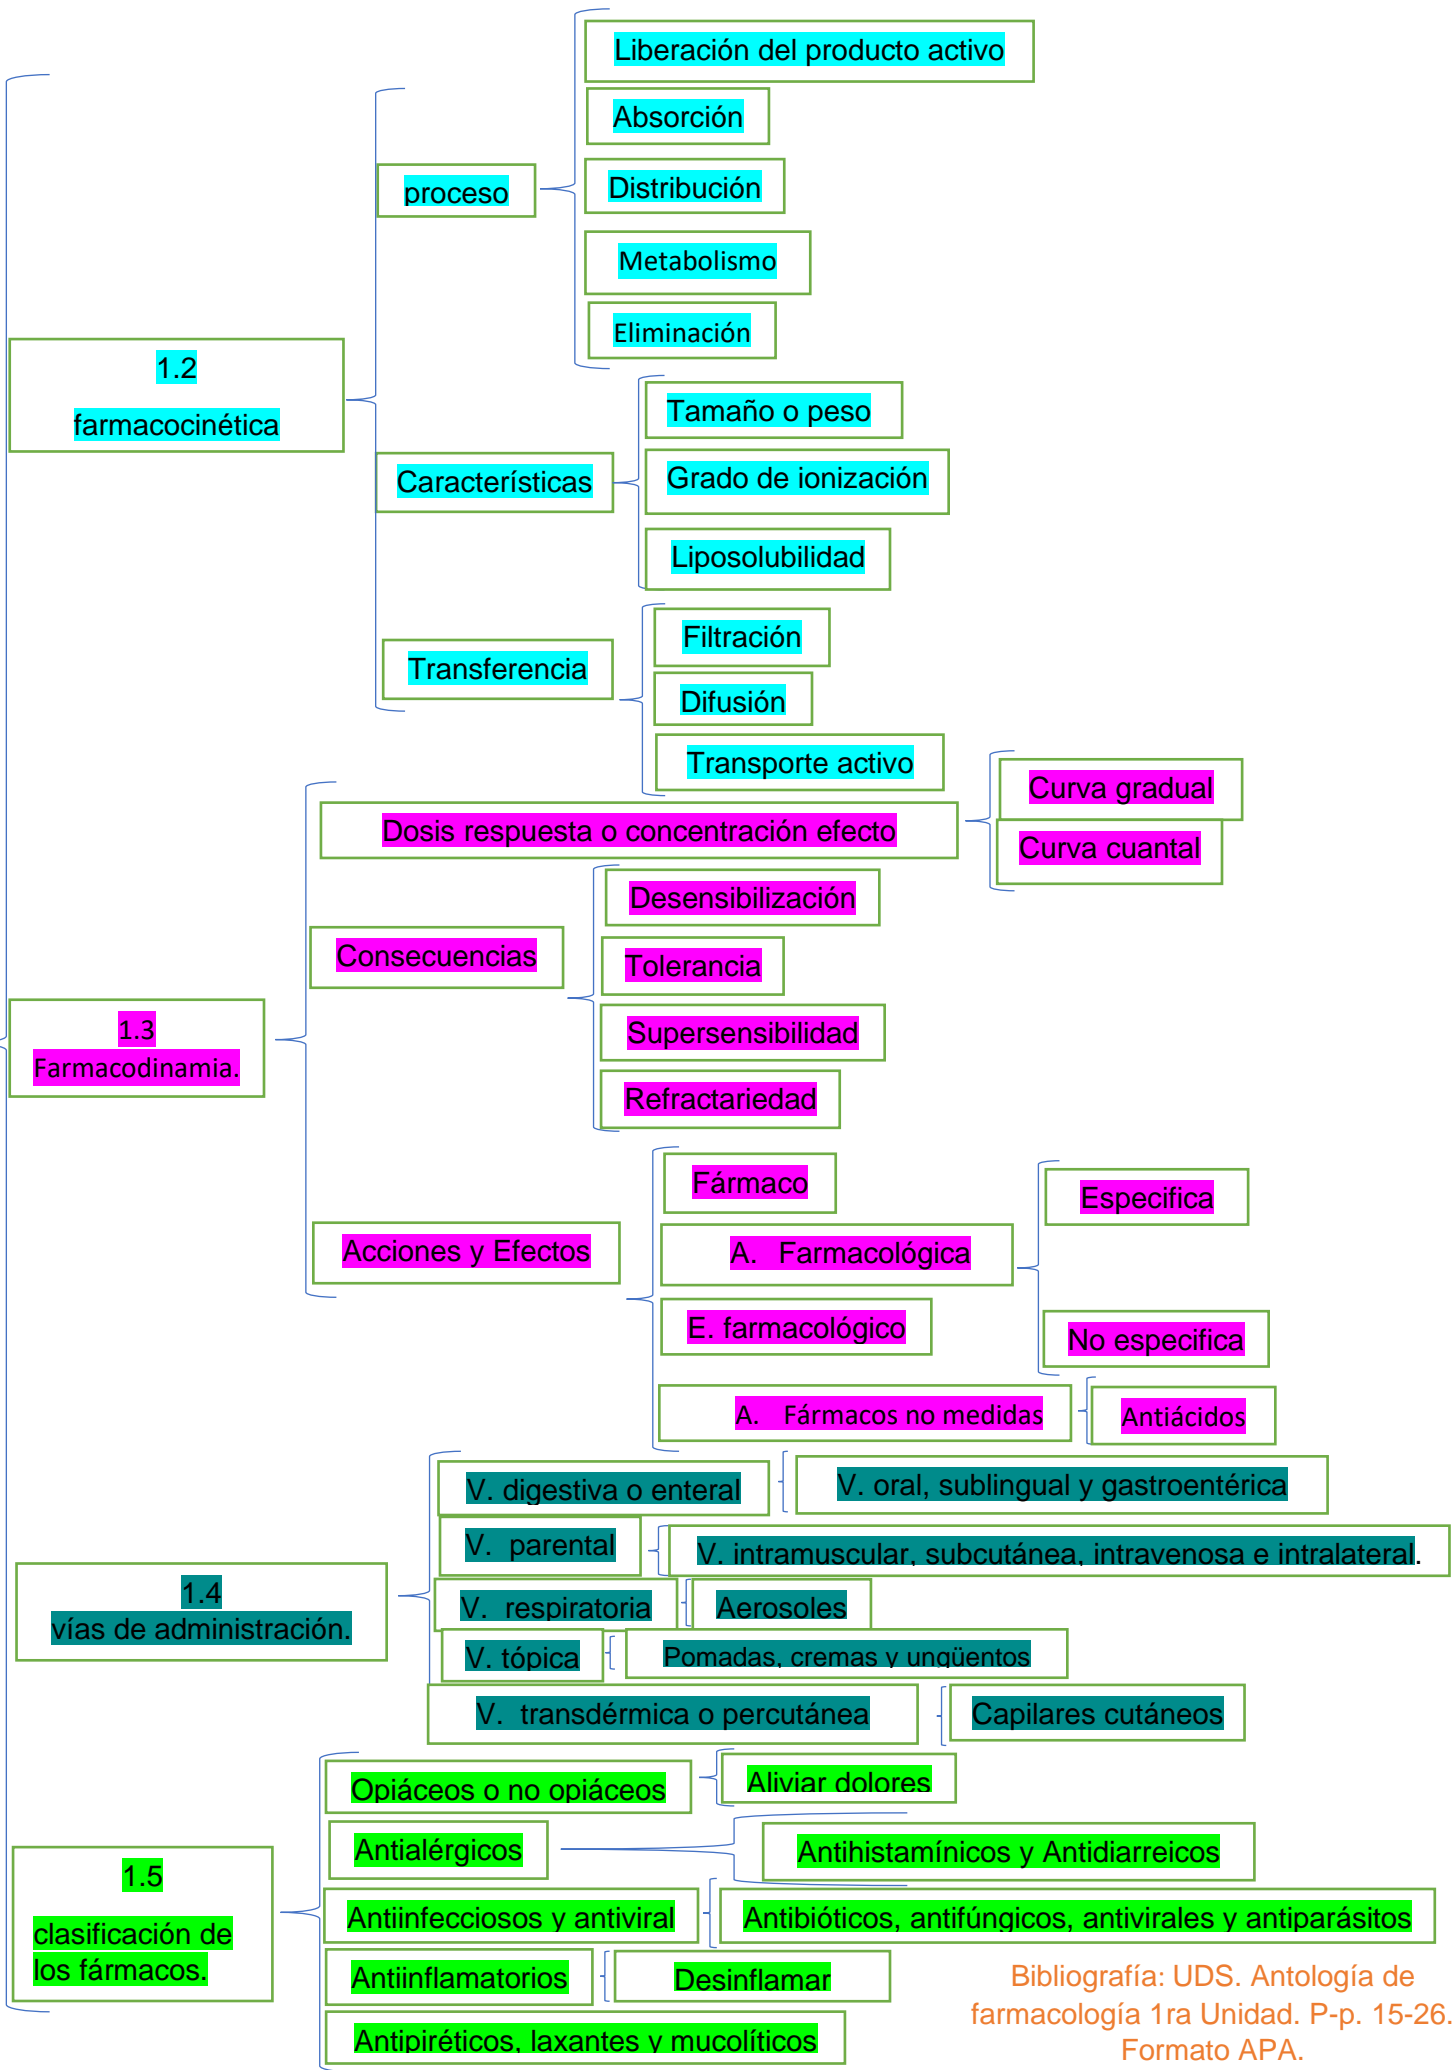 1.2
farmacocinética
proceso
Liberación del producto activo
Absorción
Distribución
Metabolismo
Eliminación
Características
Tamaño o peso
Grado de ionización
Liposolubilidad
Transferencia
Filtración
Difusión
Transporte activo
1.3
Farmacodinamia.
Dosis respuesta o concentración efecto
Curva gradual
Curva cuantal
Consecuencias
Desensibilización
Tolerancia
Supersensibilidad
Refractariedad
Acciones y Efectos
Fármaco
A. Farmacológica
Especifica
No especifica
E. farmacológico
A. Fármacos no medidas
Antiácidos
1.4
vías de administración.
V. digestiva o enteral
V. oral, sublingual y gastroentérica
V. parental
V. intramuscular, subcutánea, intravenosa e intralateral.
V. respiratoria
Aerosoles
V. tópica
Pomadas, cremas y ungüentos
V. transdérmica o percutánea
Capilares cutáneos
1.5
clasificación de
los fármacos.
Opiáceos o no opiáceos
Aliviar dolores
Antialérgicos
Antihistamínicos y Antidiarreicos
Antiinfecciosos y antiviral
Antibióticos, antifúngicos, antivirales y antiparásitos
Antiinflamatorios
Desinflamar
Antipiréticos, laxantes y mucolíticos
Bibliografía: UDS. Antología de
farmacología 1ra Unidad. P-p. 15-26.
Formato APA.